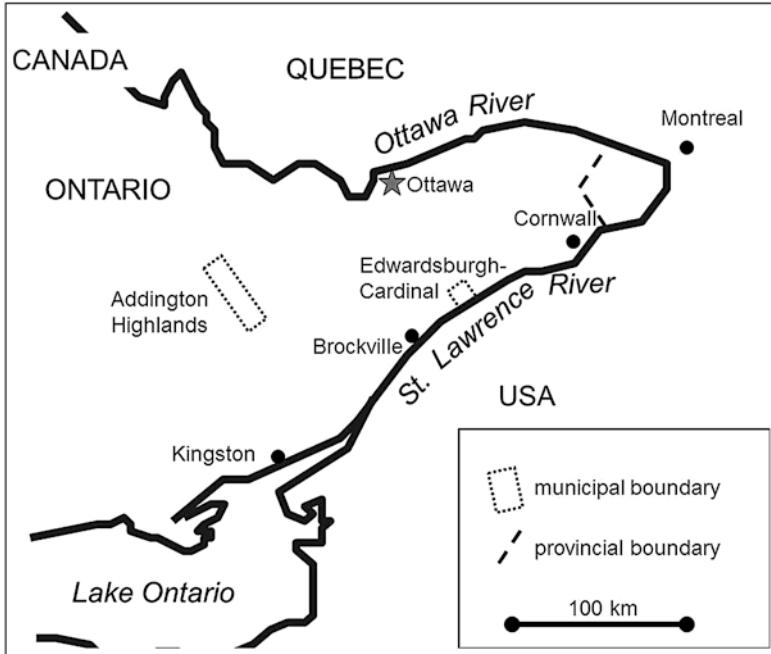 CANADA
QUEBEC
Ottawa River
Montreal
ONTARIO
Ottawa
Cornwall
Edwardsburgh-
Cardinal
Addington
Highlands
St. Lawrence River
Brockville
USA
Kingston
municipal boundary
provincial boundary
Lake Ontario
100 km